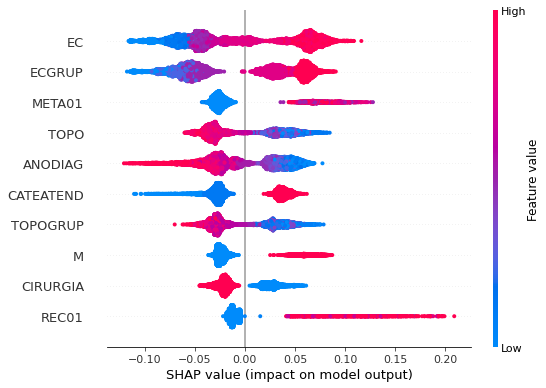 High
EC
ECGRUP
META01
TOPO
ANODIAG
CATEATEND
TOPOGRUP
M
CIRURGIA
REC01
Feature value
Low
−0.10 −0.05 0.00 0.05 0.10 0.15 0.20
SHAP value (impact on model output)